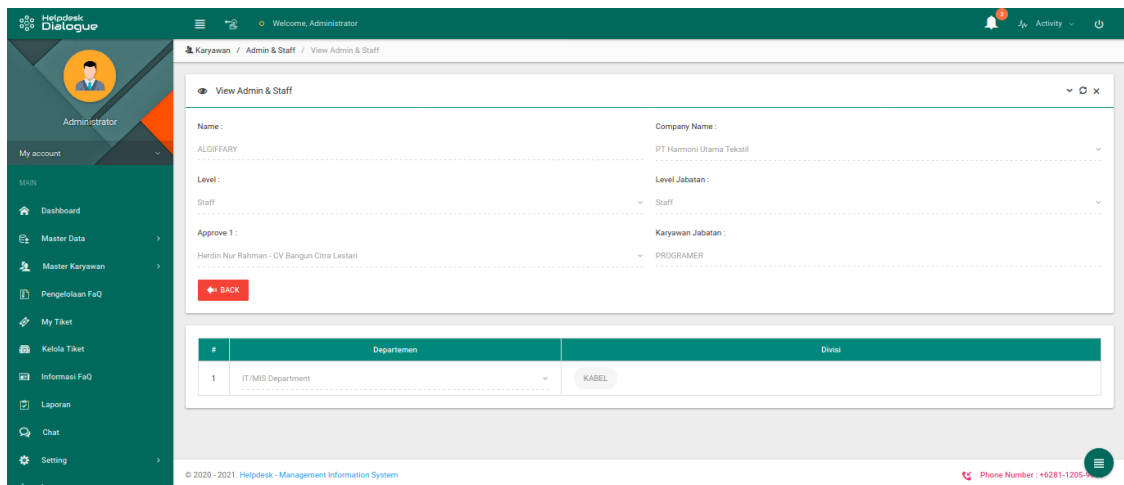 Helpdesk
Dialogue
Welcome, Administrator
3
Activity
Administrator
My account
MAIN
Dashboard
Master Data
Master Karyawan
Pengelolaan FaQ
My Tiket
Kelola Tiket
Informasi FaQ
Laporan
Chat
Setting
Karyawan / Admin & Staff / View Admin & Staff
View Admin & Staff
Name :
Company Name :
ALGIFFARY
PT Harmoni Utama Tekstil
Level :
Level Jabatan :
Staff
Staff
Approve 1 :
Karyawan Jabatan :
Herdin Nur Rahman - CV Bangun Citra Lestari
PROGRAMER
BACK
# Departemen Divisi
1 IT/MIS Department KABEL
© 2020 - 2021. Helpdesk - Management Information System
Phone Number : +6281-1205-9